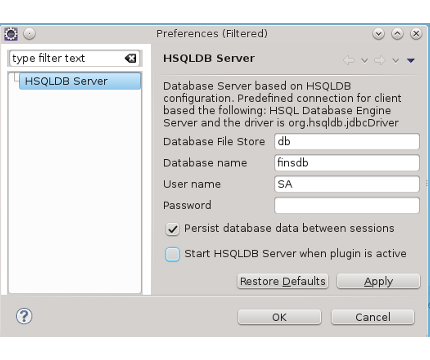 Preferences (Filtered)
type filter text
HSQLDB Server
HSQLDB Server
Database Server based on HSQLDB
configuration. Predefined connection for client
based the following: HSQL Database Engine
Server and the driver is org.hsqldb.jdbcDriver
Database File Store db
Database name finsdb
User name SA
Password
Persist database data between sessions
Start HSQLDB Server when plugin is active
Restore Defaults Apply
? OK Cancel